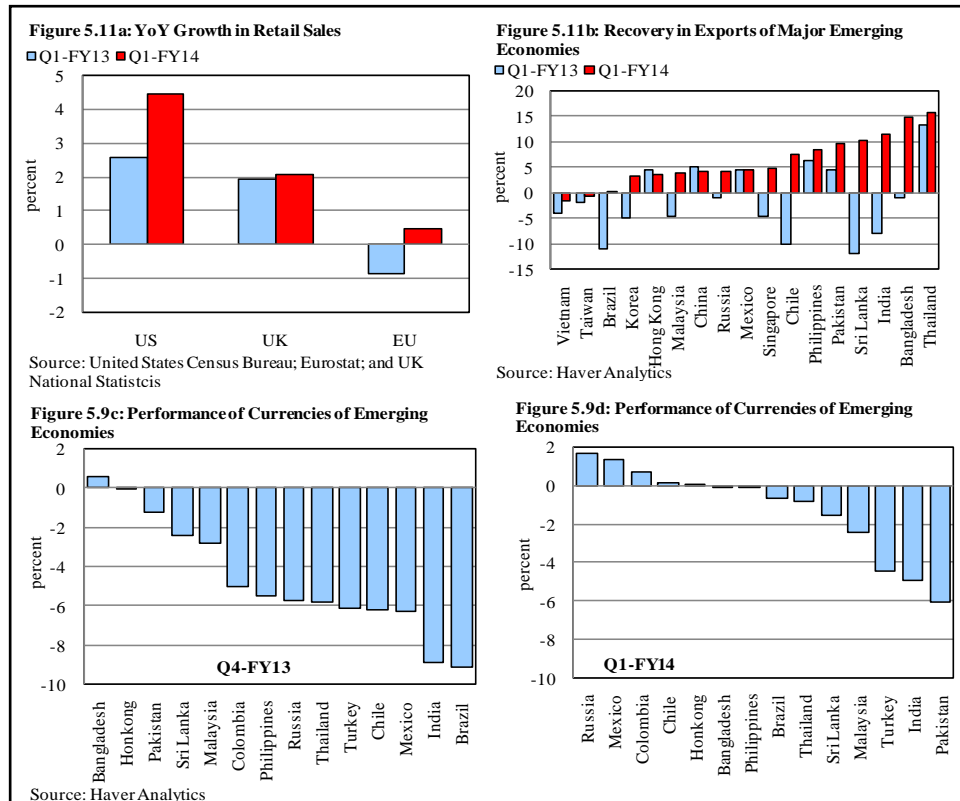 Figure 5.11a: YoY Growth in Retail Sales
Q1-FY13 Q1-FY14
5
4
3
2
1
0
-1
-2
percent
US UK EU
Source: United States Census Bureau; Eurostat; and UK
National Statistcis
Figure 5.11b: Recovery in Exports of Major Emerging
Economies
Q1-FY13 Q1-FY14
20
15
10
5
0
-5
-10
-15
percent
Vietnam
Taiwan
Brazil
Korea
Hong Kong
Malaysia
China
Russia
Mexico
Singapore
Chile
Philippines
Pakistan
Sri Lanka
India
Bangladesh
Thailand
Source: Haver Analytics
Figure 5.9c: Performance of Currencies of Emerging
Economies
2
0
-2
-4
-6
-8
-10
percent
Q4-FY13
Bangladesh
Honkong
Pakistan
Sri Lanka
Malaysia
Colombia
Philippines
Russia
Thailand
Turkey
Chile
Mexico
India
Brazil
Source: Haver Analytics
Figure 5.9d: Performance of Currencies of Emerging
Economies
2
0
-2
-4
-6
-8
-10
percent
Q1-FY14
Russia
Mexico
Colombia
Chile
Honkong
Bangladesh
Philippines
Brazil
Thailand
Sri Lanka
Malaysia
Turkey
India
Pakistan